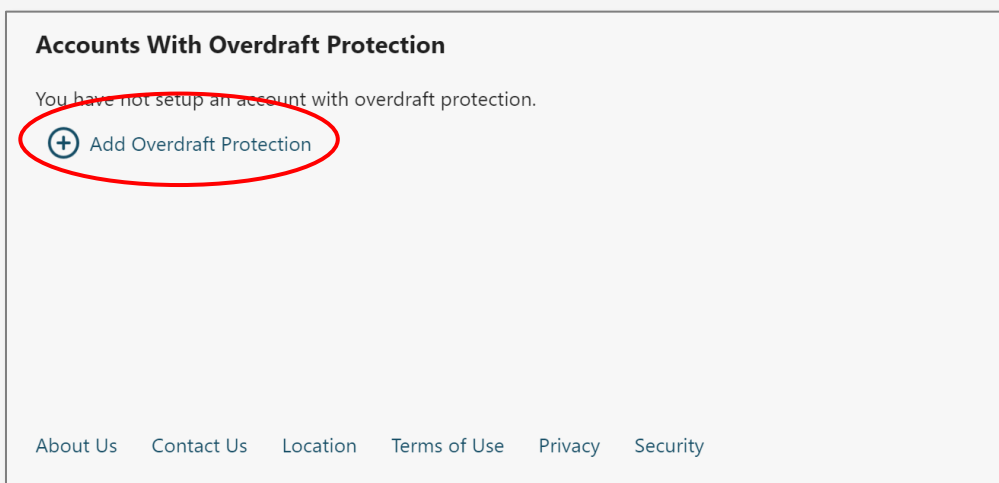 Accounts With Overdraft Protection
You have not setup an account with overdraft protection.
Add Overdraft Protection
About Us Contact Us Location Terms of Use Privacy Security